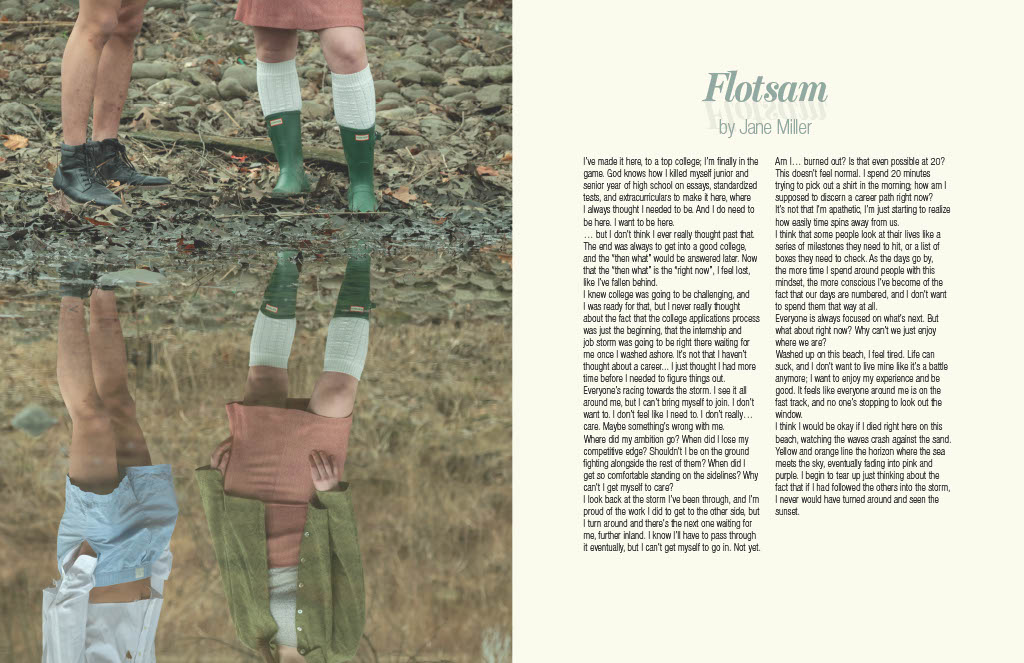 Flotsam
by Jane Miller
I've made it here, to a top college; I'm finally in the
game. God knows how I killed myself junior and
senior year of high school on essays, standardized
tests, and extracurriculars to make it here, where
I always thought I needed to be. And I do need to
be here. I want to be here.
… but I don't think I ever really thought past that.
The end was always to get into a good college,
and the “then what” would be answered later. Now
that the “then what” is the “right now”, I feel lost,
like I've fallen behind.
I knew college was going to be challenging, and
I was ready for that, but I never really thought
about the fact that the college applications process
was just the beginning, that the internship and
job storm was going to be right there waiting for
me once I washed ashore. It's not that I haven't
thought about a career... I just thought I had more
time before I needed to figure things out.
Everyone's racing towards the storm. I see it all
around me, but I can't bring myself to join. I don't
want to. I don't feel like I need to. I don't really…
care. Maybe something's wrong with me.
Where did my ambition go? When did I lose my
competitive edge? Shouldn't I be on the ground
fighting alongside the rest of them? When did I
get so comfortable standing on the sidelines? Why
can't I get myself to care?
I look back at the storm I've been through, and I'm
proud of the work I did to get to the other side, but
I turn around and there's the next one waiting for
me, further inland. I know I'll have to pass through
it eventually, but I can't get myself to go in. Not yet.
Am I… burned out? Is that even possible at 20?
This doesn't feel normal. I spend 20 minutes
trying to pick out a shirt in the morning; how am I
supposed to discern a career path right now?
It's not that I'm apathetic, I'm just starting to realize
how easily time spins away from us.
I think that some people look at their lives like a
series of milestones they need to hit, or a list of
boxes they need to check. As the days go by,
the more time I spend around people with this
mindset, the more conscious I've become of the
fact that our days are numbered, and I don't want
to spend them that way at all.
Everyone is always focused on what's next. But
what about right now? Why can't we just enjoy
where we are?
Washed up on this beach, I feel tired. Life can
suck, and I don't want to live mine like it's a battle
anymore; I want to enjoy my experience and be
good. It feels like everyone around me is on the
fast track, and no one's stopping to look out the
window.
I think I would be okay if I died right here on this
beach, watching the waves crash against the sand.
Yellow and orange line the horizon where the sea
meets the sky, eventually fading into pink and
purple. I begin to tear up just thinking about the
fact that if I had followed the others into the storm,
I never would have turned around and seen the
sunset.